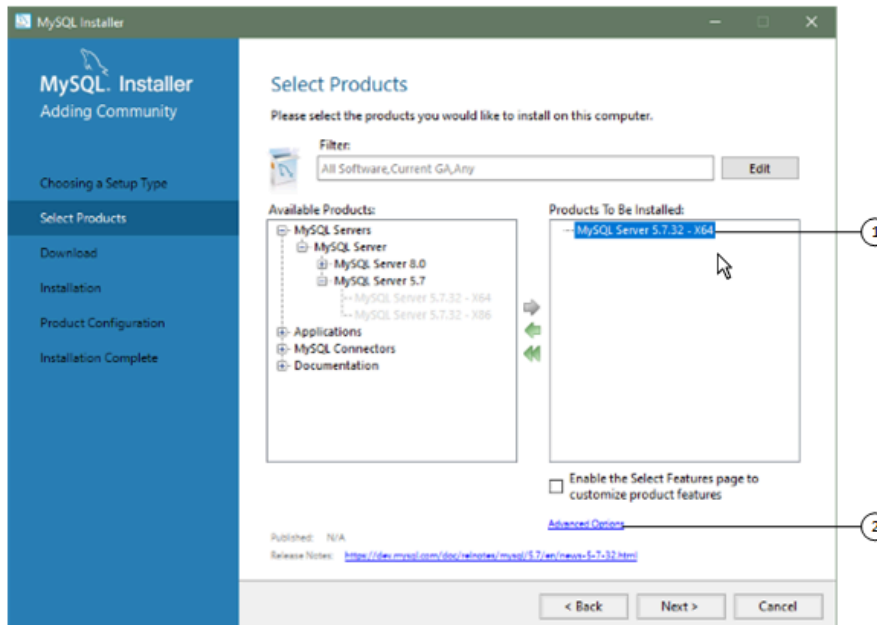 MySQL Installer
MySQL. Installer
Adding Community
Choosing a Setup Type
Select Products
Download
Installation
Product Configuration
Installation Complete
Select Products
Please select the products you would like to install on this computer.
Filter:
All Software,Current GA,Any
Edit
Available Products:
MySQL Servers
MySQL Server
MySQL Server 8.0
MySQL Server 5.7
MySQL Server 5.7.32 - X64
MySQL Server 5.7.32 - X86
Applications
MySQL Connectors
Documentation
Products To Be Installed:
MySQL Server 5.7.32 - X64
1
Enable the Select Features page to
customize product features
Advanced Options
2
Published: N/A
Release Notes: https://dev.mysql.com/doc/relnotes/mysql/5.7/en/news-5-7-32.html
< Back
Next >
Cancel